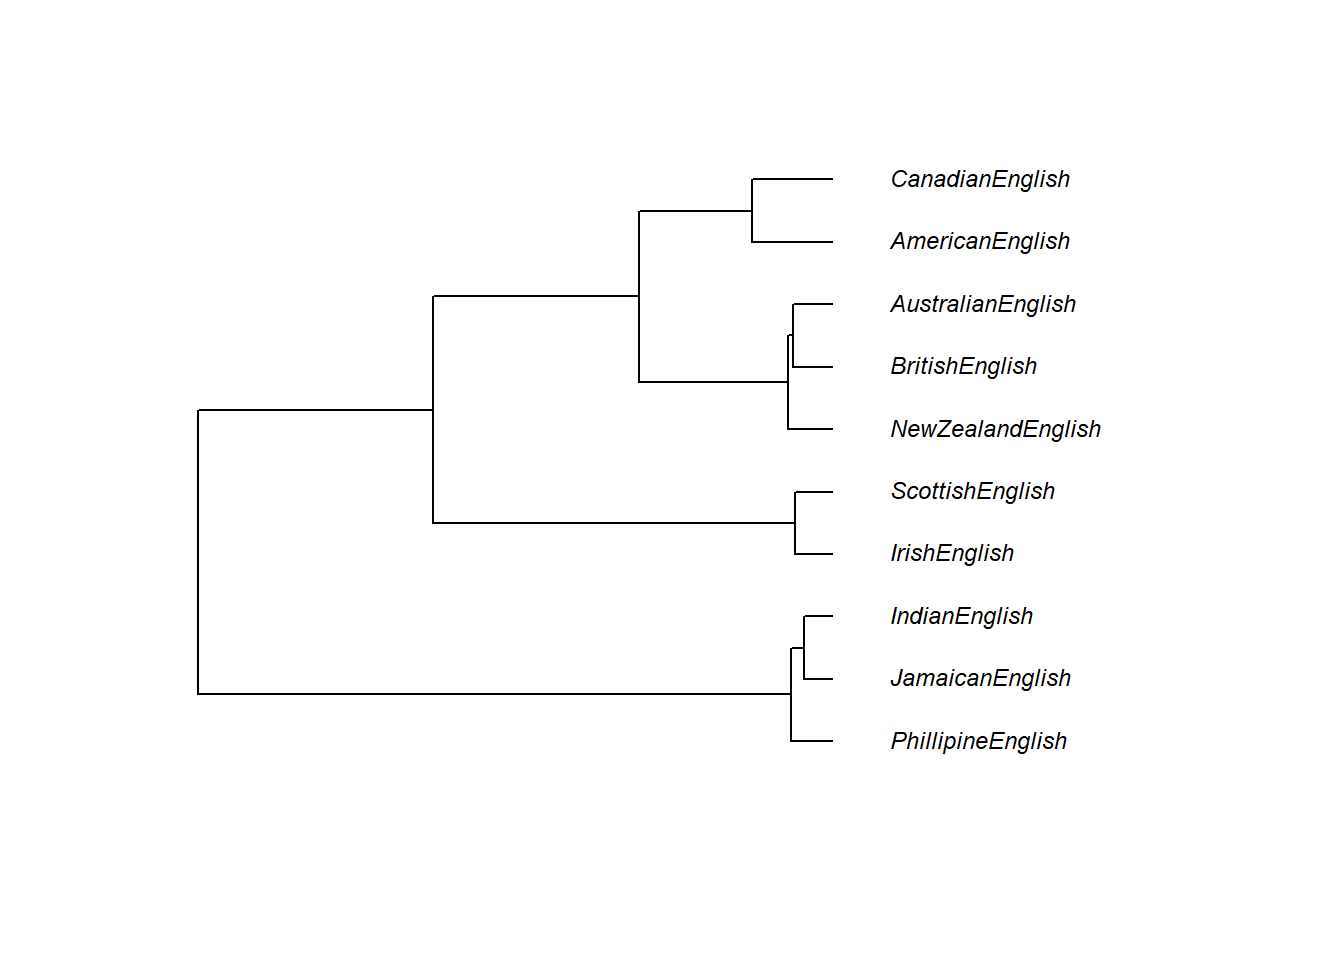 CanadianEnglish
AmericanEnglish
AustralianEnglish
BritishEnglish
NewZealandEnglish
ScottishEnglish
IrishEnglish
IndianEnglish
JamaicanEnglish
PhillipineEnglish